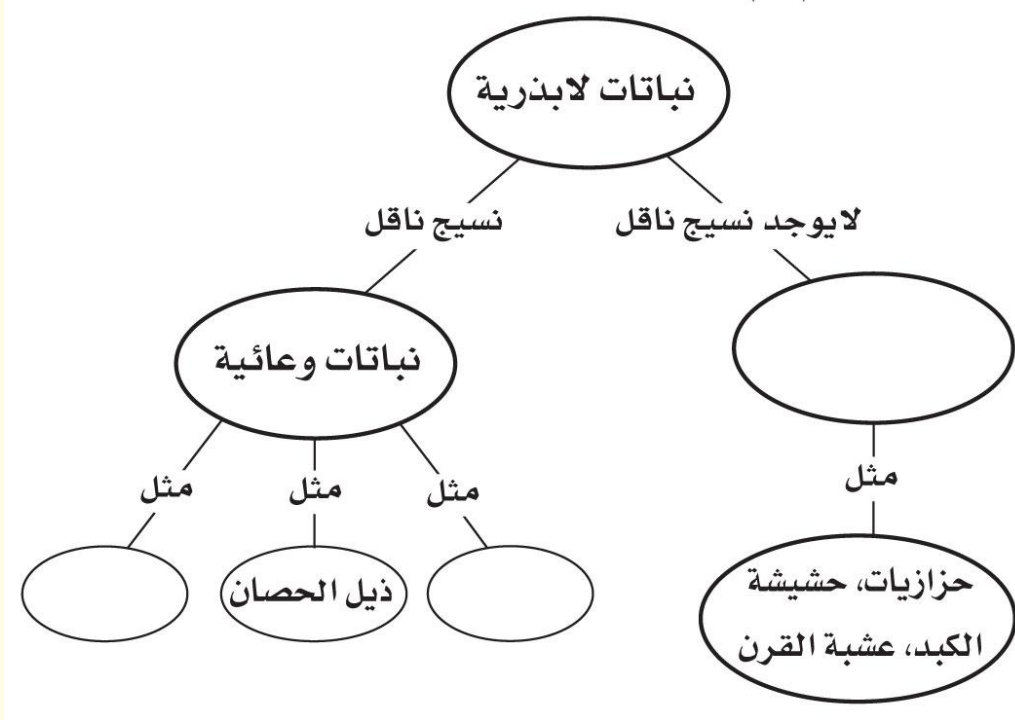 نباتات لابذرية
لايوجد نسيج ناقل
نسيج ناقل
نباتات وعائية
مثل
مثل
مثل
مثل
ذيل الحصان
حزازيات، حشيشة
الكبد، عشبة القرن